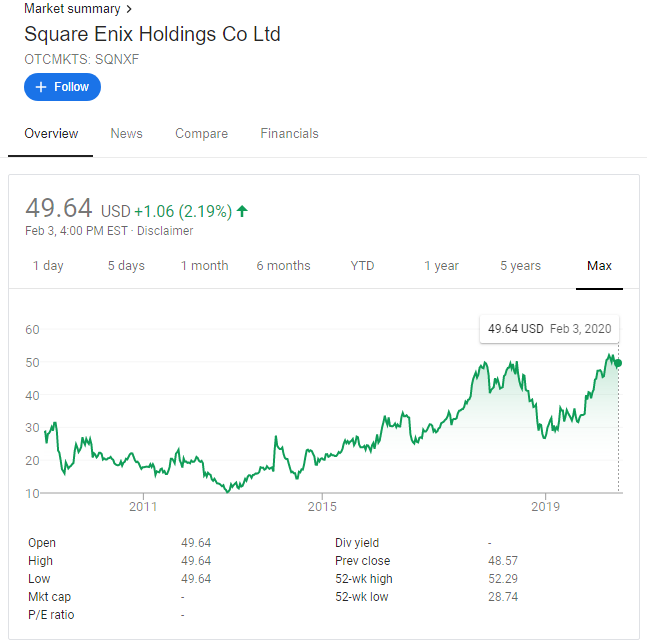 Market summary >
Square Enix Holdings Co Ltd
OTCMKTS: SQNXF
+ Follow
Overview News Compare Financials
49.64 USD +1.06 (2.19%) ↑
Feb 3, 4:00 PM EST · Disclaimer
1 day 5 days 1 month 6 months YTD 1 year 5 years Max
49.64 USD Feb 3, 2020
60
50
40
30
20
10
2011 2015 2019
Open 49.64 Div yield -
High 49.64 Prev close 48.57
Low 49.64 52-wk high 52.29
Mkt cap - 52-wk low 28.74
P/E ratio -